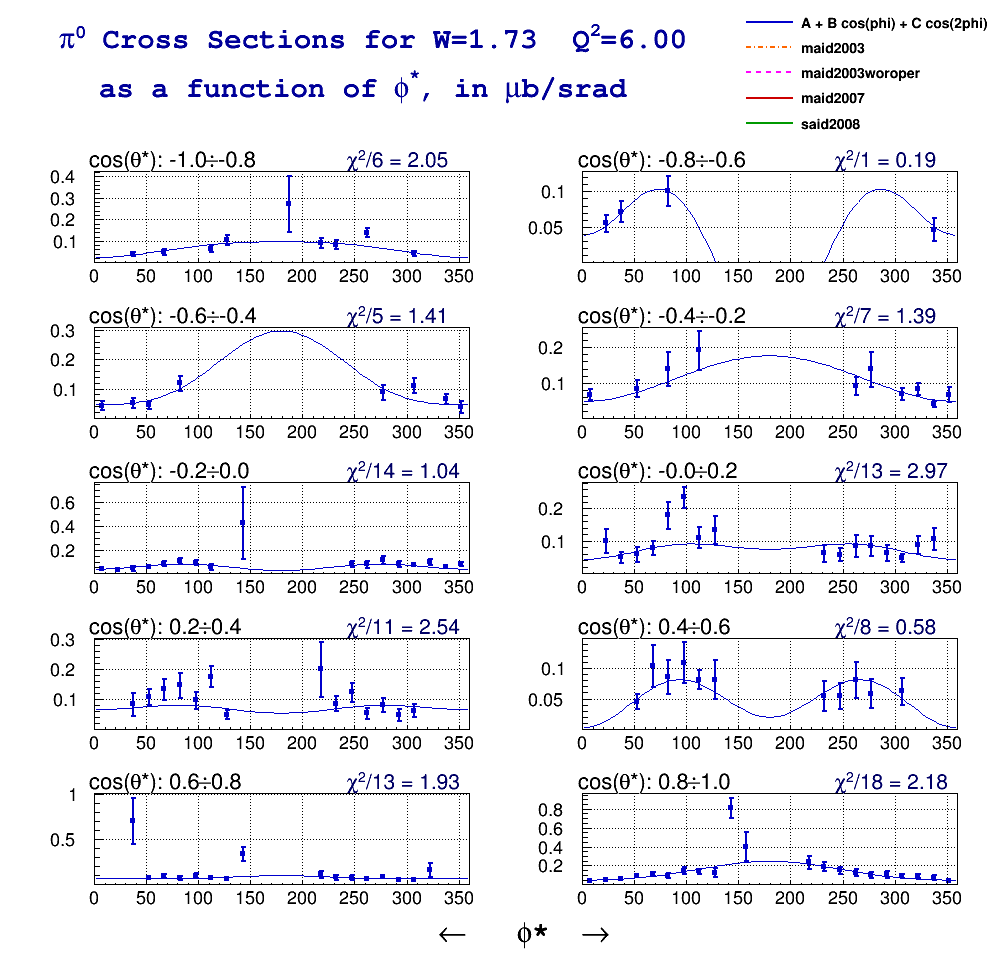 π⁰ Cross Sections for W=1.73 Q²=6.00
as a function of ϕ*, in μb/srad
A + B cos(phi) + C cos(2phi)
maid2003
maid2003woroper
maid2007
said2008
cos(θ*): -1.0÷-0.8 χ²/6 = 2.05
0.4
0.3
0.2
0.1
0 50 100 150 200 250 300 350
cos(θ*): -0.8÷-0.6 χ²/1 = 0.19
0.1
0.05
0 50 100 150 200 250 300 350
cos(θ*): -0.6÷-0.4 χ²/5 = 1.41
0.3
0.2
0.1
0 50 100 150 200 250 300 350
cos(θ*): -0.4÷-0.2 χ²/7 = 1.39
0.2
0.1
0 50 100 150 200 250 300 350
cos(θ*): -0.2÷0.0 χ²/14 = 1.04
0.6
0.4
0.2
0 50 100 150 200 250 300 350
cos(θ*): -0.0÷0.2 χ²/13 = 2.97
0.2
0.1
0 50 100 150 200 250 300 350
cos(θ*): 0.2÷0.4 χ²/11 = 2.54
0.3
0.2
0.1
0 50 100 150 200 250 300 350
cos(θ*): 0.4÷0.6 χ²/8 = 0.58
0.1
0.05
0 50 100 150 200 250 300 350
cos(θ*): 0.6÷0.8 χ²/13 = 1.93
1
0.5
0 50 100 150 200 250 300 350
cos(θ*): 0.8÷1.0 χ²/18 = 2.18
0.8
0.6
0.4
0.2
0 50 100 150 200 250 300 350
← ϕ* →